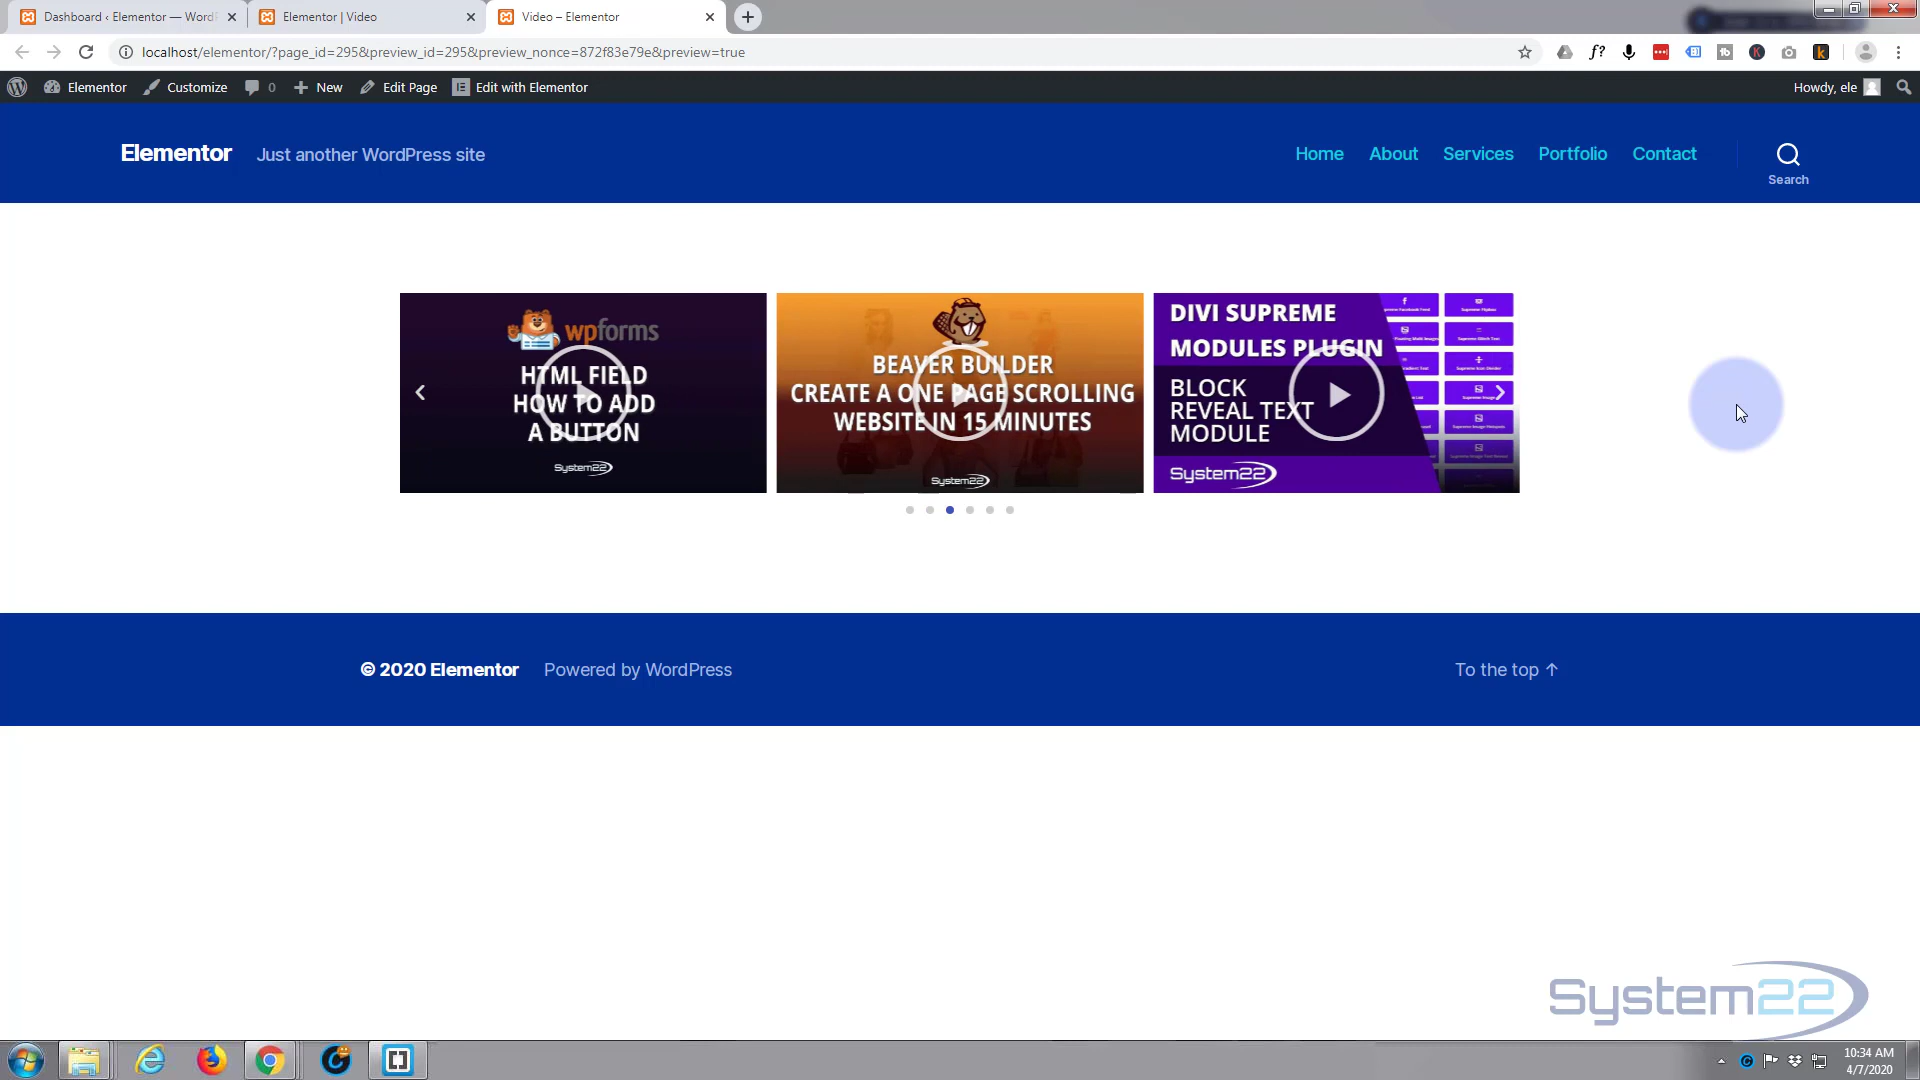 Dashboard ‹ Elementor — Word
Elementor | Video
Video – Elementor
localhost/elementor/?page_id=295&preview_id=295&preview_nonce=872f83e79e&preview=true
Elementor
Customize
0
New
Edit Page
Edit with Elementor
Howdy, ele
Elementor
Just another WordPress site
Home
About
Services
Portfolio
Contact
Search
wpforms
HTML FIELD
HOW TO ADD
A BUTTON
System22
BEAVER BUILDER
CREATE A ONE PAGE SCROLLING
WEBSITE IN 15 MINUTES
System22
DIVI SUPREME
MODULES PLUGIN
BLOCK
REVEAL TEXT
MODULE
System22
© 2020 Elementor
Powered by WordPress
To the top ↑
System22
10:34 AM
4/7/2020